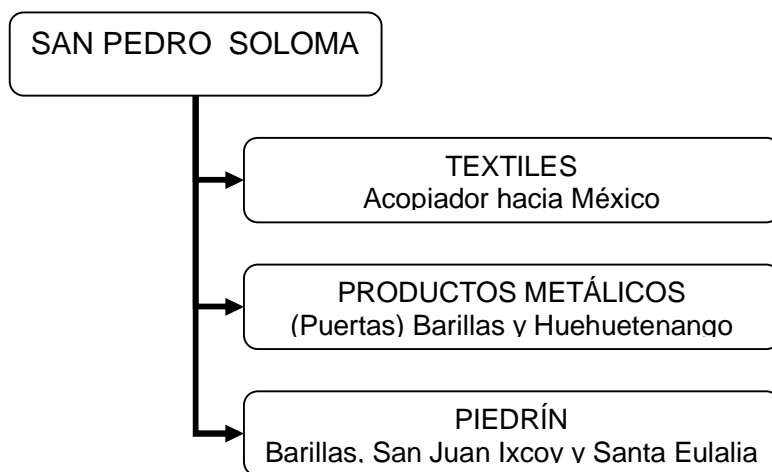 SAN PEDRO SOLOMA
TEXTILES
Acopiador hacia México
PRODUCTOS METÁLICOS
(Puertas) Barillas y Huehuetenango
PIEDRÍN
Barillas, San Juan Ixcoy y Santa Eulalia